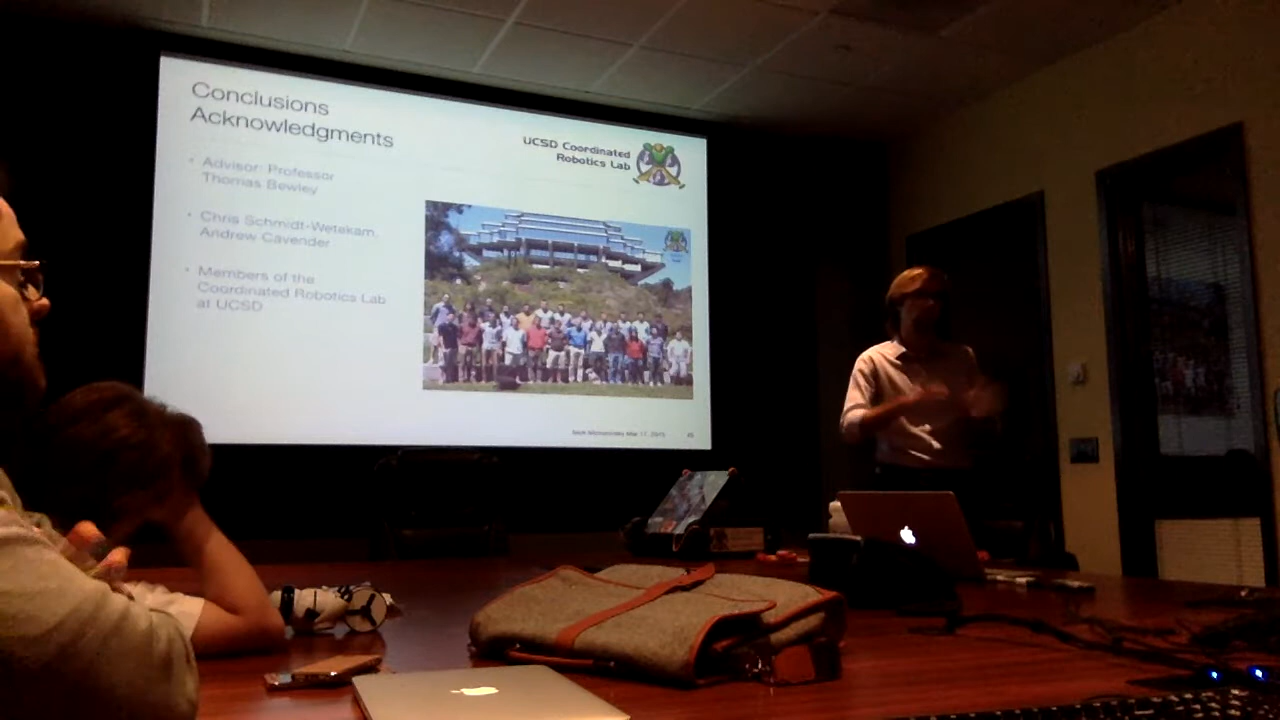 Conclusions
Acknowledgments
UCSD Coordinated
Robotics Lab
• Advisor: Professor
Thomas Bewley
• Chris Schmidt-Wetekam,
Andrew Cavender
• Members of the
Coordinated Robotics Lab
at UCSD